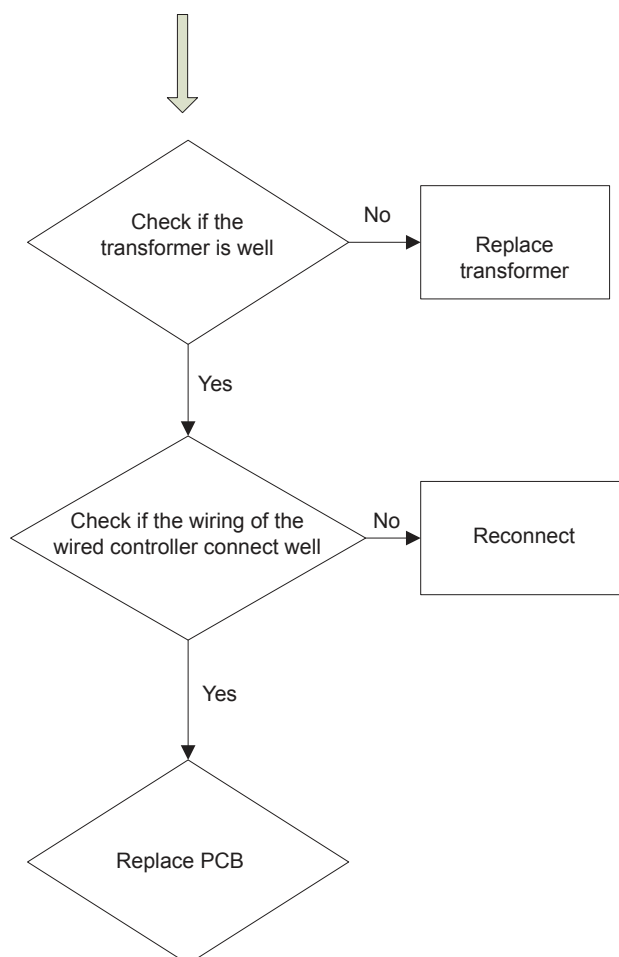 Check if the
transformer is well
No
Replace
transformer
Yes
Check if the wiring of the
wired controller connect well
No
Reconnect
Yes
Replace PCB